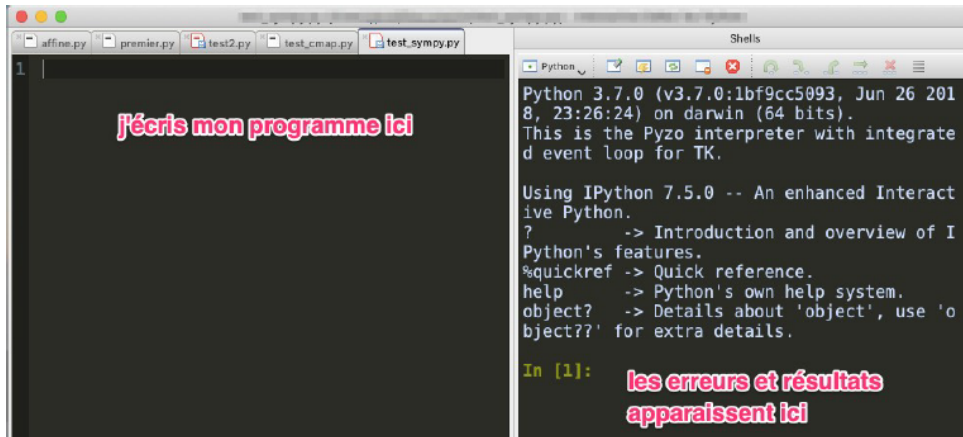 affine.py premier.py test2.py test_cmap.py test_sympy.py
1
j'écris mon programme ici
Shells
Python
Python 3.7.0 (v3.7.0:1bf9cc5093, Jun 26 201
8, 23:26:24) on darwin (64 bits).
This is the Pyzo interpreter with integrate
d event loop for TK.
Using IPython 7.5.0 -- An enhanced Interact
ive Python.
? -> Introduction and overview of I
Python's features.
%quickref -> Quick reference.
help -> Python's own help system.
object? -> Details about 'object', use 'o
bject??' for extra details.
In [1]:
les erreurs et résultats
apparaissent ici